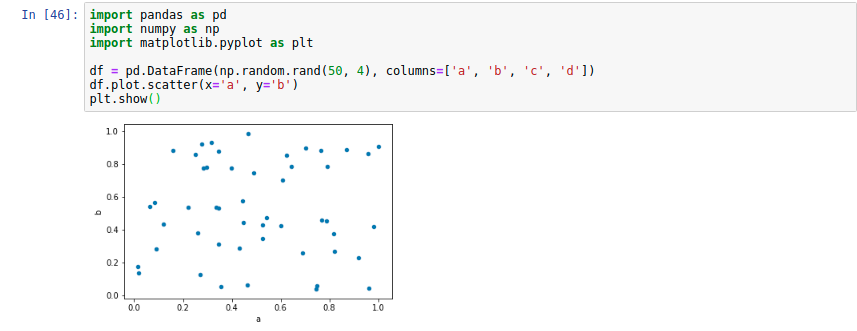 In [46]: import pandas as pd
import numpy as np
import matplotlib.pyplot as plt
df = pd.DataFrame(np.random.rand(50, 4), columns=['a', 'b', 'c', 'd'])
df.plot.scatter(x='a', y='b')
plt.show()
1.0
0.8
0.6
b
0.4
0.2
0.0
0.0 0.2 0.4 0.6 0.8 1.0
a